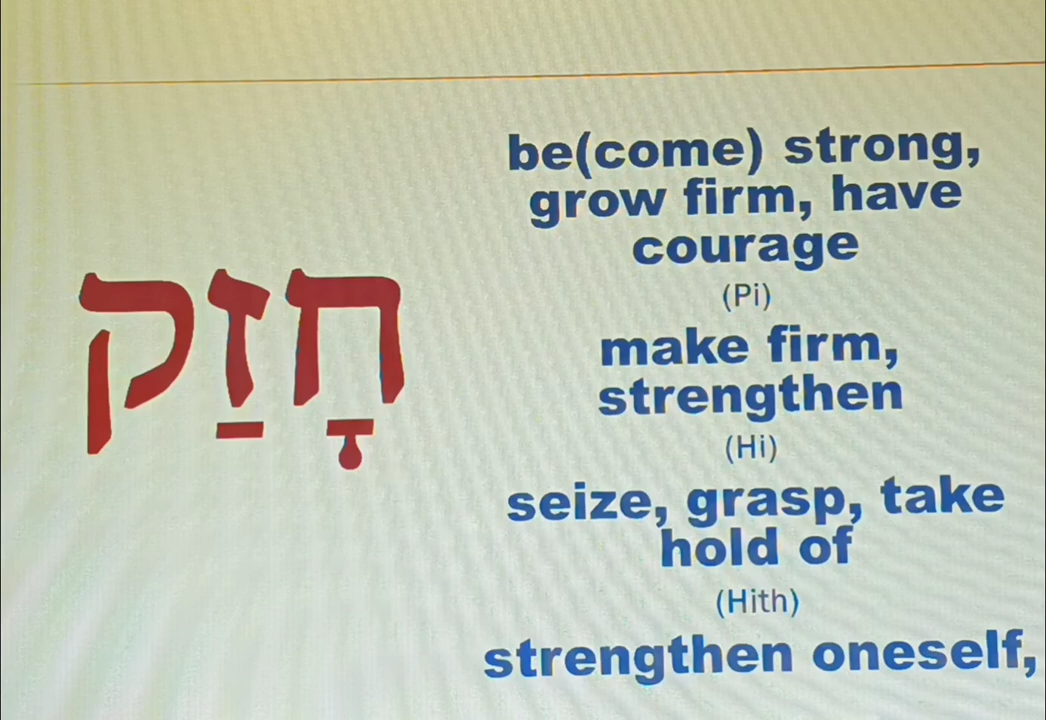 חָזַק
be(come) strong,
grow firm, have
courage
(Pi)
make firm,
strengthen
(Hi)
seize, grasp, take
hold of
(Hith)
strengthen oneself,